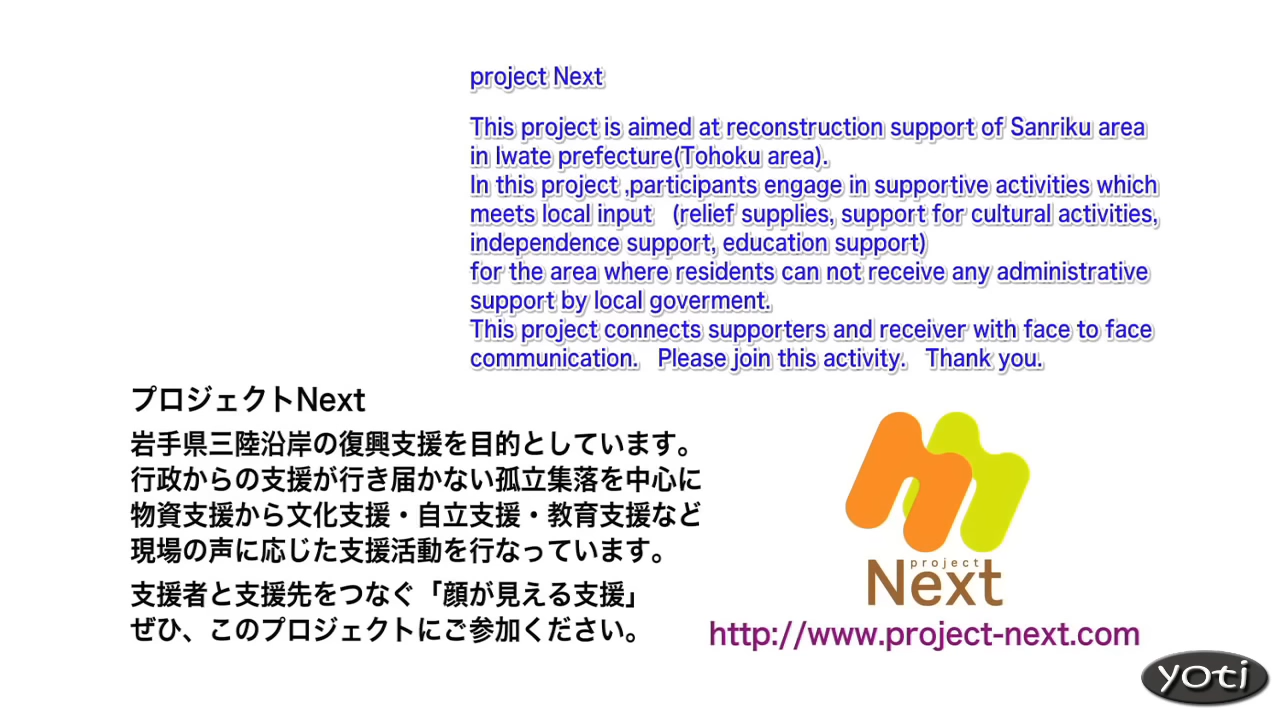 project Next
This project is aimed at reconstruction support of Sanriku area
in Iwate prefecture(Tohoku area).
In this project ,participants engage in supportive activities which
meets local input (relief supplies, support for cultural activities,
independence support, education support)
for the area where residents can not receive any administrative
support by local goverment.
This project connects supporters and receiver with face to face
communication. Please join this activity. Thank you.
プロジェクトNext
岩手県三陸沿岸の復興支援を目的としています。
行政からの支援が行き届かない孤立集落を中心に
物資支援から文化支援・自立支援・教育支援など
現場の声に応じた支援活動を行なっています。
支援者と支援先をつなぐ「顔が見える支援」
ぜひ、このプロジェクトにご参加ください。
project
Next
http://www.project-next.com
yoti